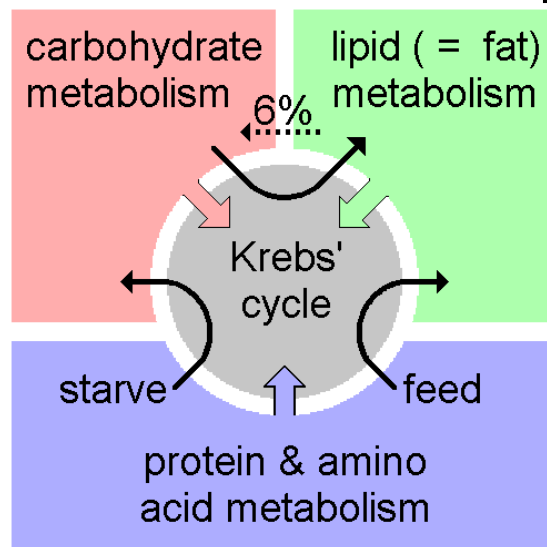 carbohydrate
metabolism
lipid ( = fat)
metabolism
6%
Krebs'
cycle
starve
feed
protein & amino
acid metabolism